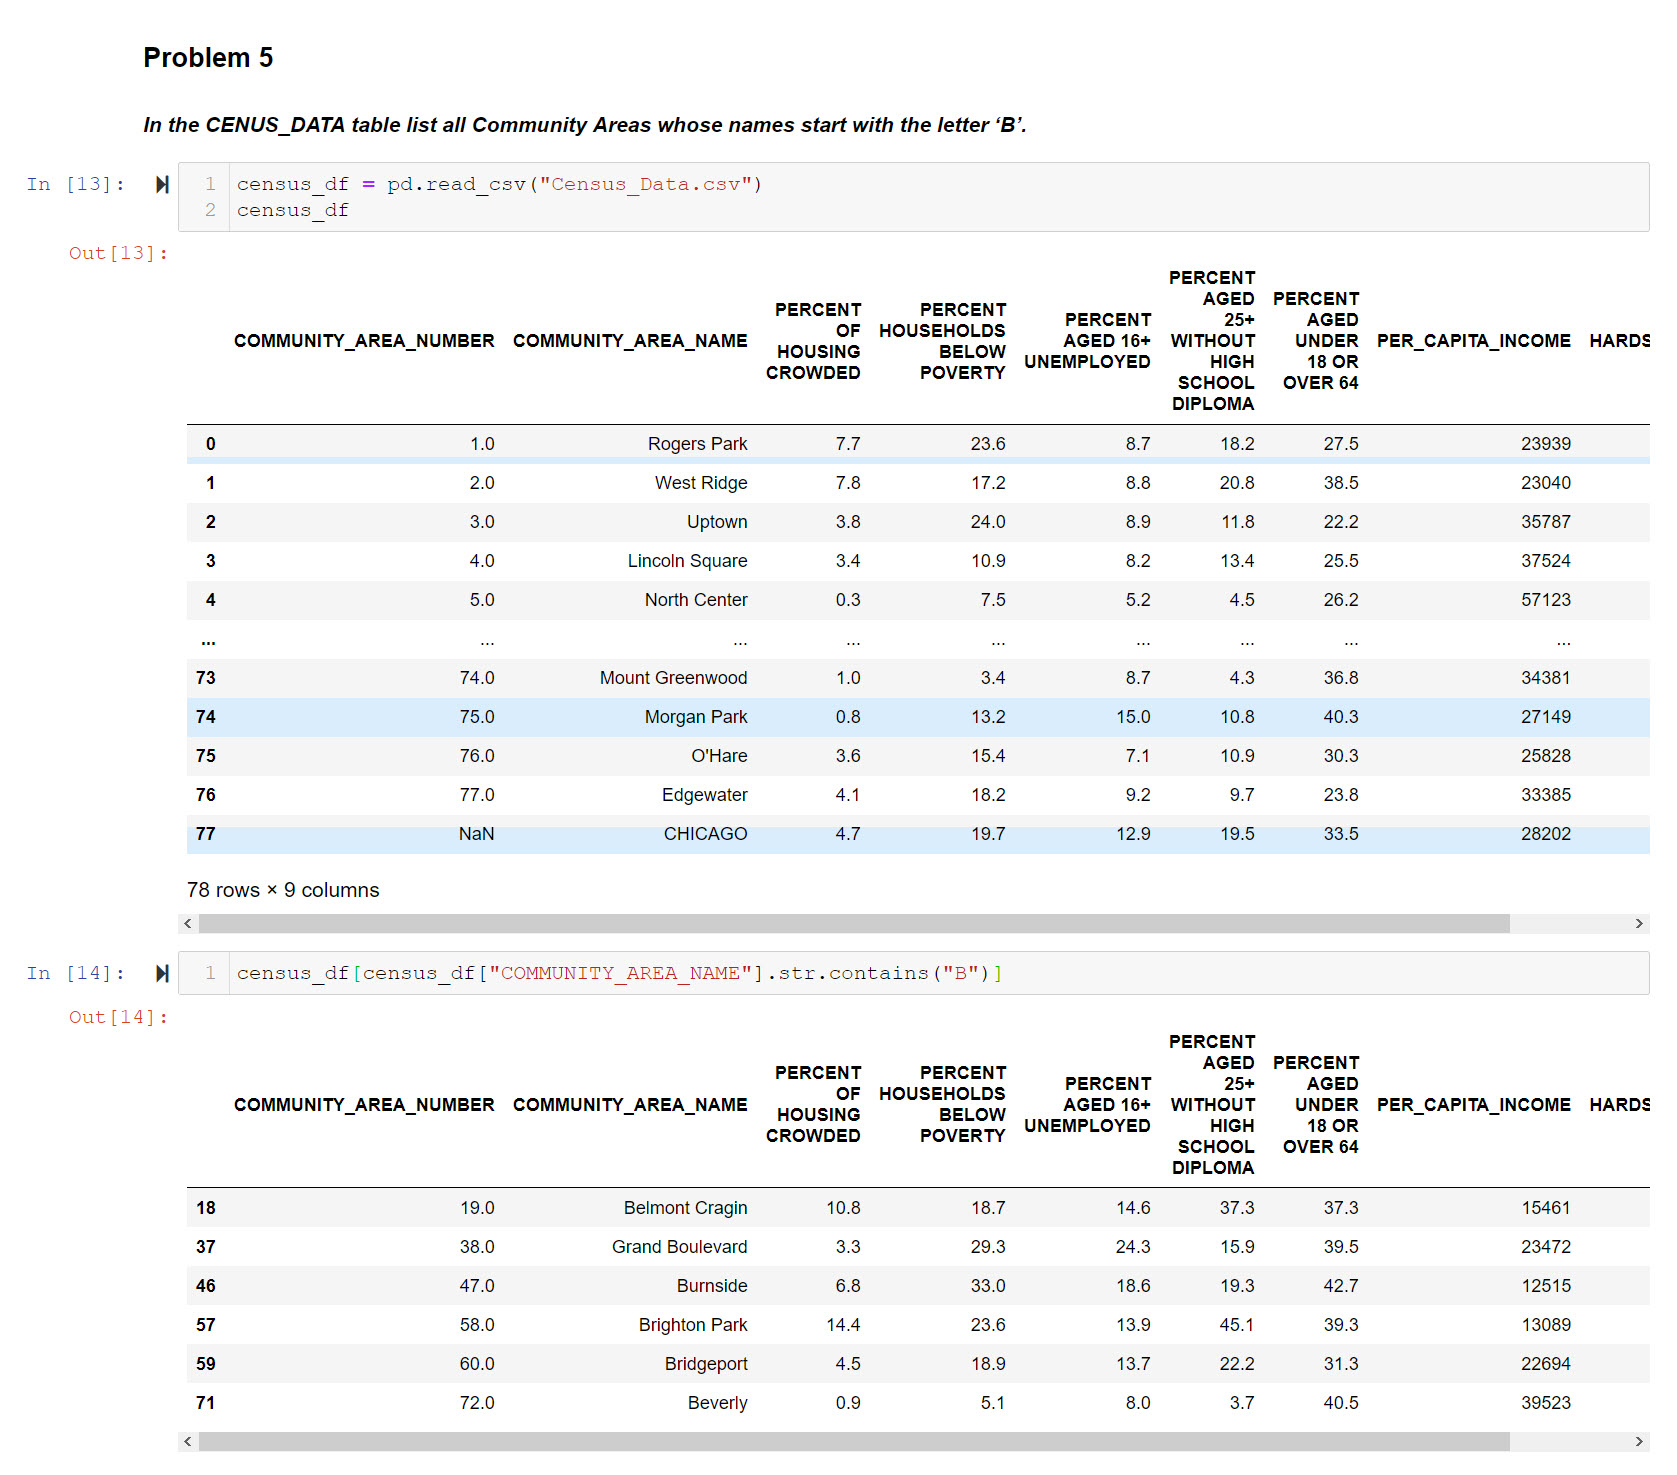 Problem 5
In the CENUS_DATA table list all Community Areas whose names start with the letter ‘B’.
In [13]:
1 census_df = pd.read_csv("Census_Data.csv")
2 census_df
Out[13]:
COMMUNITY_AREA_NUMBER COMMUNITY_AREA_NAME PERCENT OF HOUSING CROWDED PERCENT HOUSEHOLDS BELOW POVERTY PERCENT AGED 16+ UNEMPLOYED PERCENT AGED 25+ WITHOUT HIGH SCHOOL DIPLOMA PERCENT AGED UNDER 18 OR OVER 64 PER_CAPITA_INCOME HARDS
0 1.0 Rogers Park 7.7 23.6 8.7 18.2 27.5 23939
1 2.0 West Ridge 7.8 17.2 8.8 20.8 38.5 23040
2 3.0 Uptown 3.8 24.0 8.9 11.8 22.2 35787
3 4.0 Lincoln Square 3.4 10.9 8.2 13.4 25.5 37524
4 5.0 North Center 0.3 7.5 5.2 4.5 26.2 57123
... ... ... ... ... ... ... ... ...
73 74.0 Mount Greenwood 1.0 3.4 8.7 4.3 36.8 34381
74 75.0 Morgan Park 0.8 13.2 15.0 10.8 40.3 27149
75 76.0 O'Hare 3.6 15.4 7.1 10.9 30.3 25828
76 77.0 Edgewater 4.1 18.2 9.2 9.7 23.8 33385
77 NaN CHICAGO 4.7 19.7 12.9 19.5 33.5 28202
78 rows × 9 columns
In [14]:
1 census_df[census_df["COMMUNITY_AREA_NAME"].str.contains("B")]
Out[14]:
COMMUNITY_AREA_NUMBER COMMUNITY_AREA_NAME PERCENT OF HOUSING CROWDED PERCENT HOUSEHOLDS BELOW POVERTY PERCENT AGED 16+ UNEMPLOYED PERCENT AGED 25+ WITHOUT HIGH SCHOOL DIPLOMA PERCENT AGED UNDER 18 OR OVER 64 PER_CAPITA_INCOME HARDS
18 19.0 Belmont Cragin 10.8 18.7 14.6 37.3 37.3 15461
37 38.0 Grand Boulevard 3.3 29.3 24.3 15.9 39.5 23472
46 47.0 Burnside 6.8 33.0 18.6 19.3 42.7 12515
57 58.0 Brighton Park 14.4 23.6 13.9 45.1 39.3 13089
59 60.0 Bridgeport 4.5 18.9 13.7 22.2 31.3 22694
71 72.0 Beverly 0.9 5.1 8.0 3.7 40.5 39523